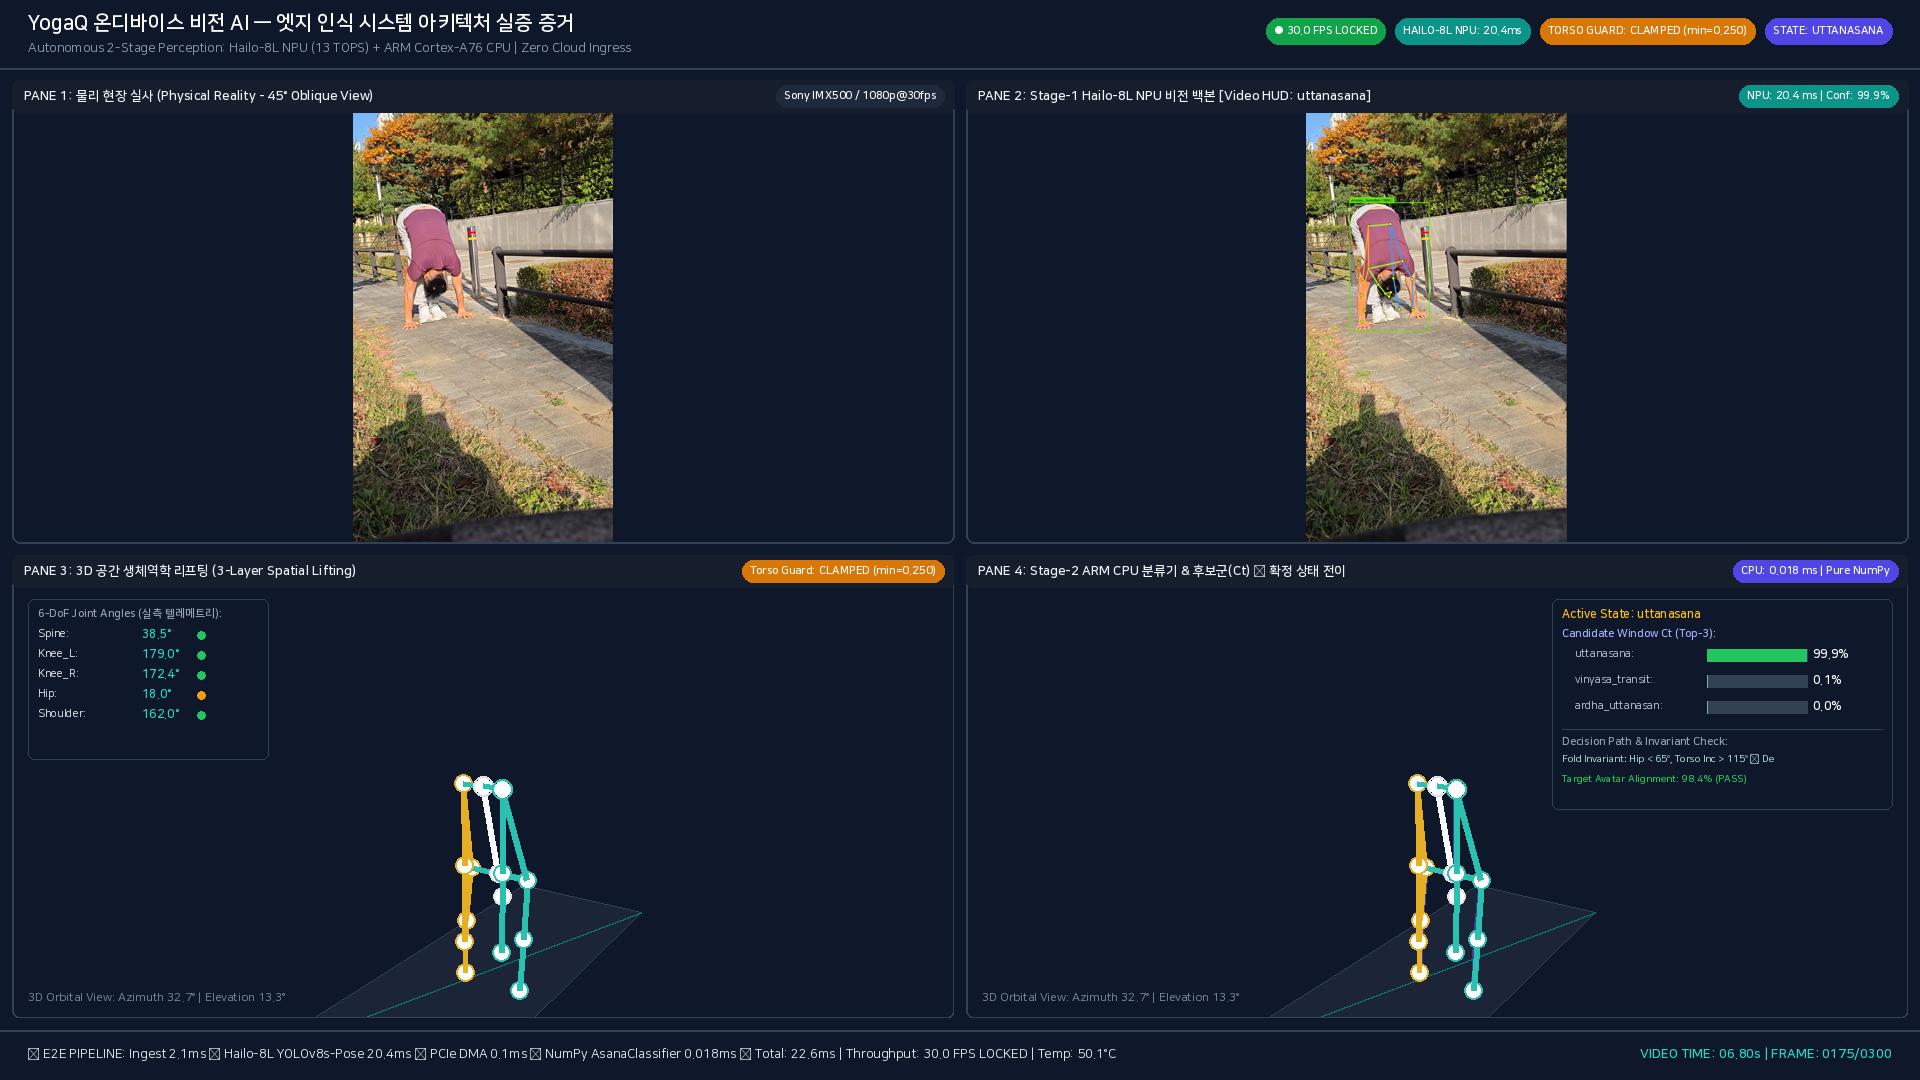 YogaQ 온디바이스 비전 AI — 엣지 인식 시스템 아키텍처 실증 증거
Autonomous 2-Stage Perception: Hailo-8L NPU (13 TOPS) + ARM Cortex-A76 CPU | Zero Cloud Ingress
● 30.0 FPS LOCKED
HAILO-8L NPU: 20.4ms
TORSO GUARD: CLAMPED (min=0.250)
STATE: UTTANASANA
PANE 1: 물리 현장 실사 (Physical Reality - 45° Oblique View)
Sony IMX500 / 1080p@30fps
PANE 2: Stage-1 Hailo-8L NPU 비전 백본 [Video HUD: uttanasana]
NPU: 20.4 ms | Conf: 99.9%
PANE 3: 3D 공간 생체역학 리프팅 (3-Layer Spatial Lifting)
Torso Guard: CLAMPED (min=0.250)
6-DoF Joint Angles (실측 텔레메트리):
Spine: 38.5°
Knee_L: 179.0°
Knee_R: 172.4°
Hip: 18.0°
Shoulder: 162.0°
3D Orbital View: Azimuth 32.7° | Elevation 13.3°
PANE 4: Stage-2 ARM CPU 분류기 & 후보군(Ct) 확정 상태 전이
CPU: 0.018 ms | Pure NumPy
Active State: uttanasana
Candidate Window Ct (Top-3):
uttanasana: 99.9%
vinyasa_transit: 0.1%
ardha_uttanasan: 0.0%
Decision Path & Invariant Check:
Fold Invariant: Hip < 65°, Torso Inc > 115° De
Target Avatar Alignment: 98.4% (PASS)
3D Orbital View: Azimuth 32.7° | Elevation 13.3°
E2E PIPELINE: Ingest 2.1ms Hailo-8L YOLOv8s-Pose 20.4ms PCIe DMA 0.1ms NumPy AsanaClassifier 0.018ms Total: 22.6ms | Throughput: 30.0 FPS LOCKED | Temp: 50.1°C
VIDEO TIME: 06.80s | FRAME: 0175/0300